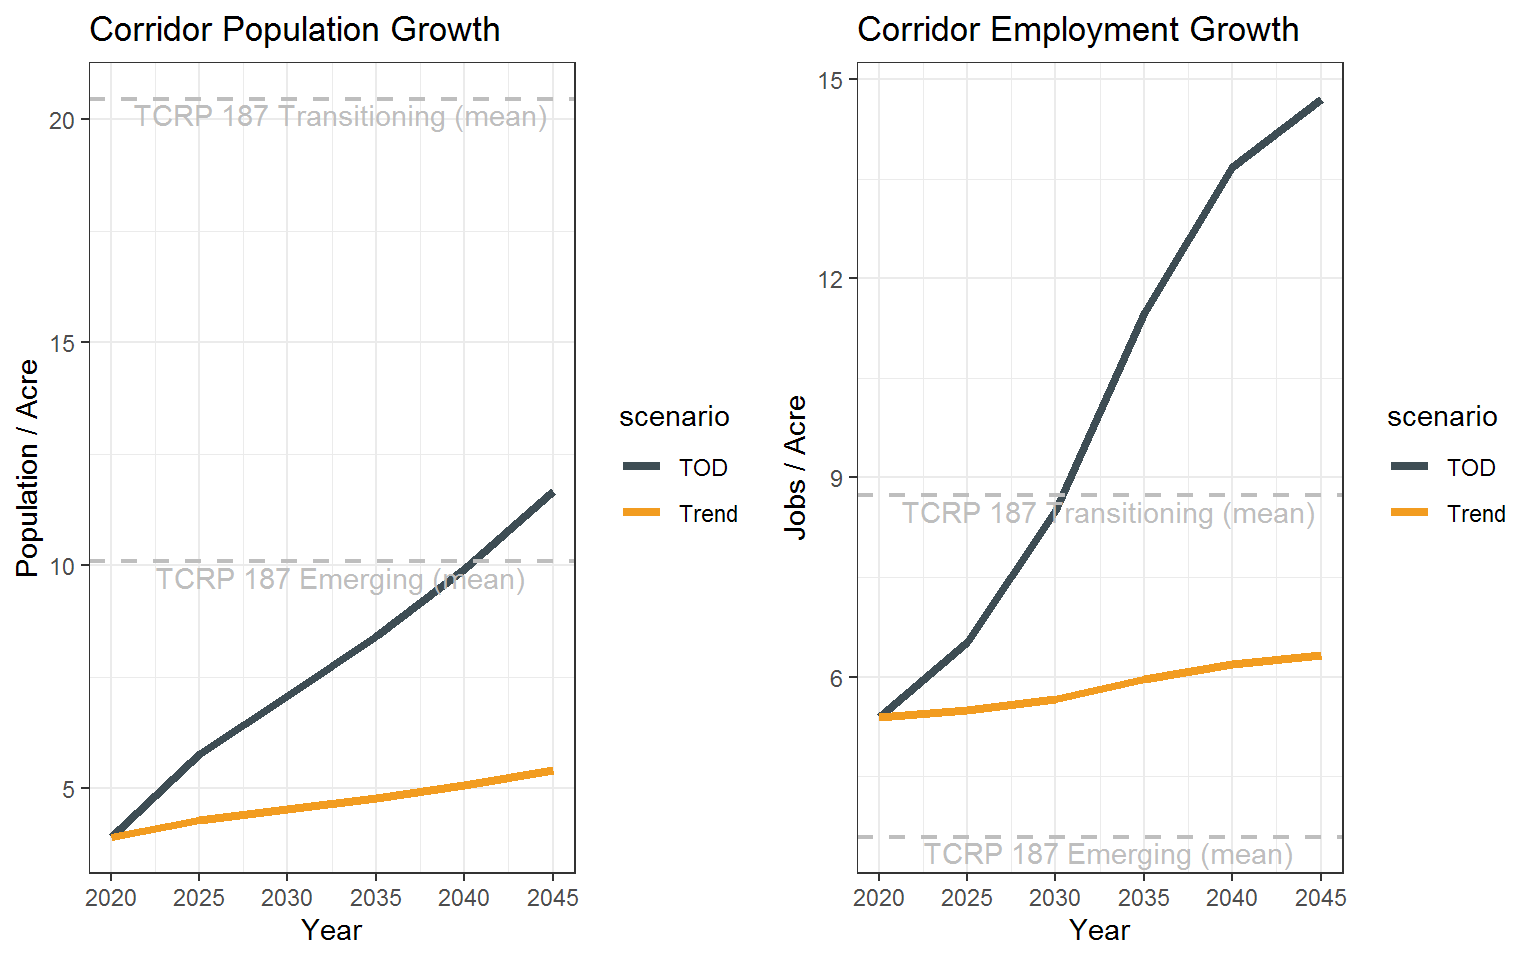 Corridor Population Growth
Population / Acre
20
15
10
5
TCRP 187 Transitioning (mean)
TCRP 187 Emerging (mean)
2020 2025 2030 2035 2040 2045
Year
scenario
TOD
Trend
Corridor Employment Growth
Jobs / Acre
15
12
9
6
TCRP 187 Transitioning (mean)
TCRP 187 Emerging (mean)
2020 2025 2030 2035 2040 2045
Year
scenario
TOD
Trend